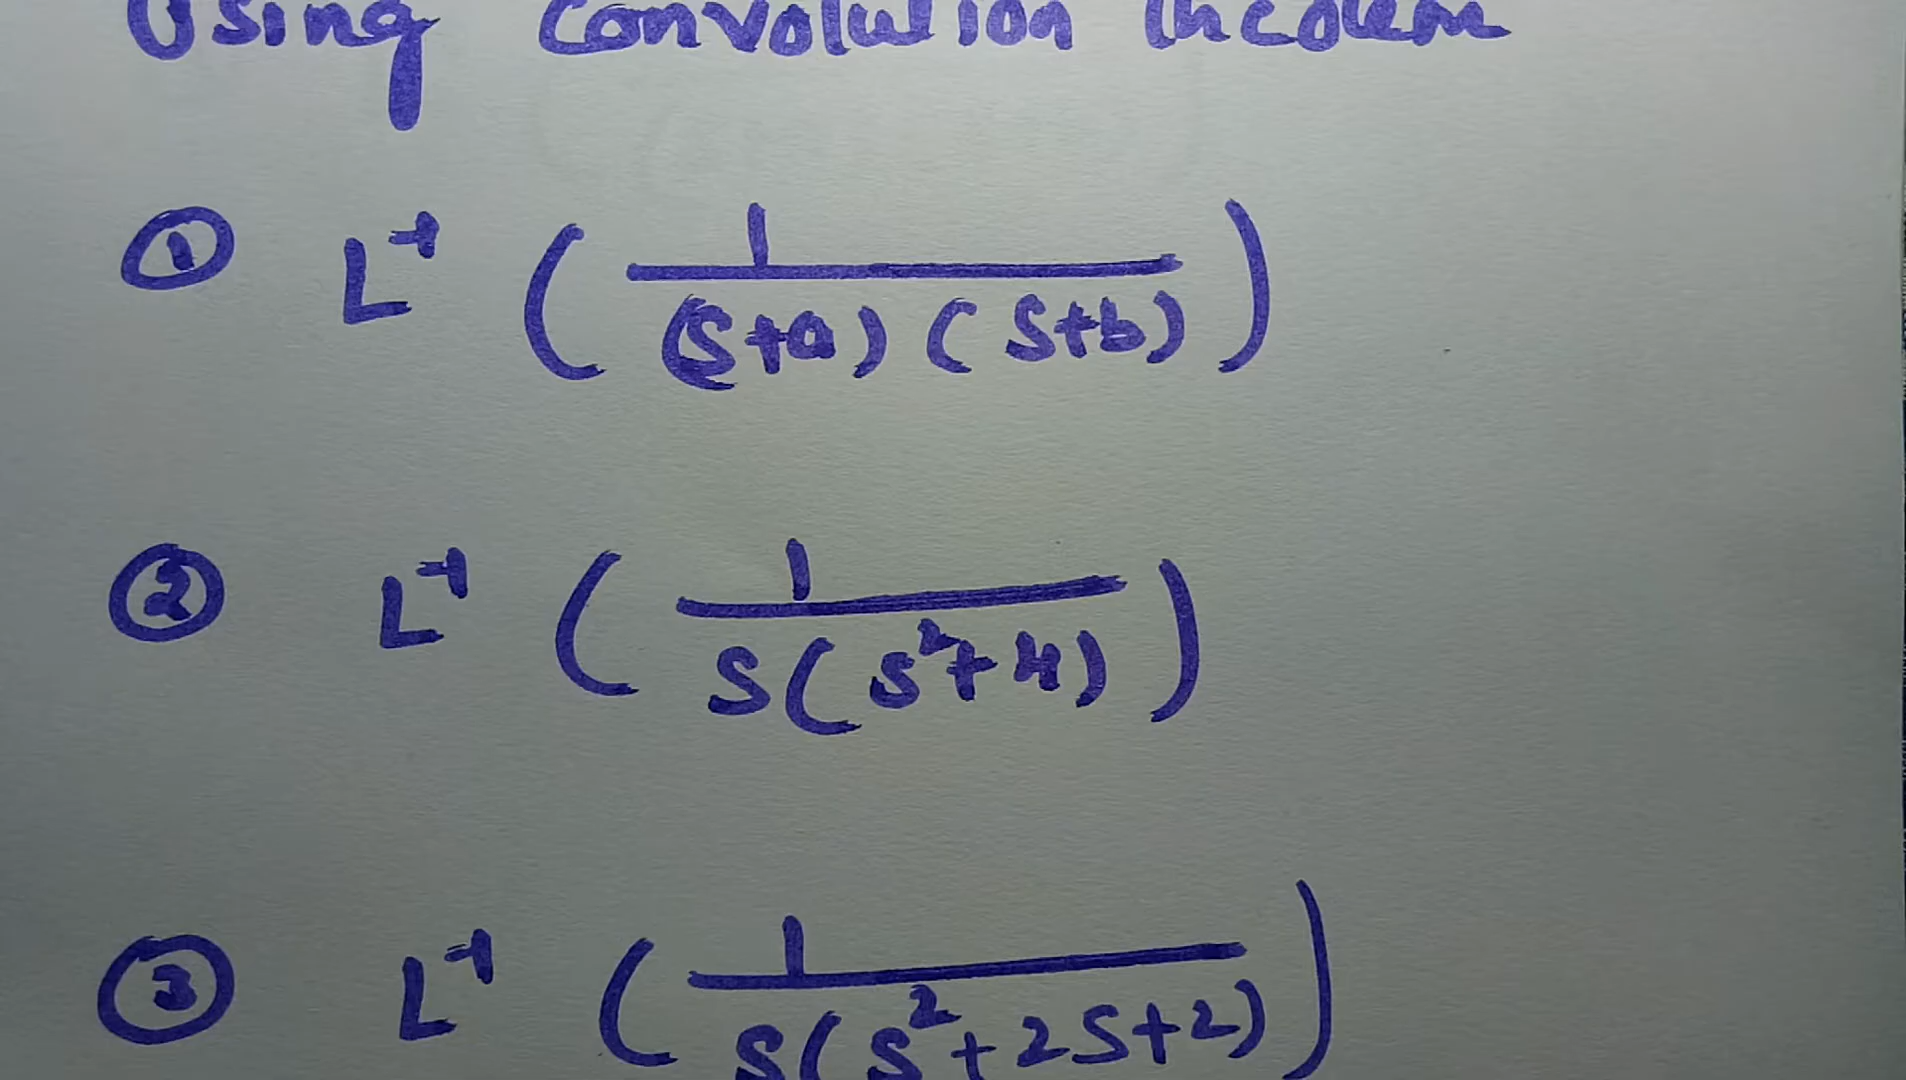 Using Convolution theorem
① L⁻¹ ( 1 / (S+a) (S+b) )
② L⁻¹ ( 1 / S(S²+4) )
③ L⁻¹ ( 1 / S(S²+2S+2) )